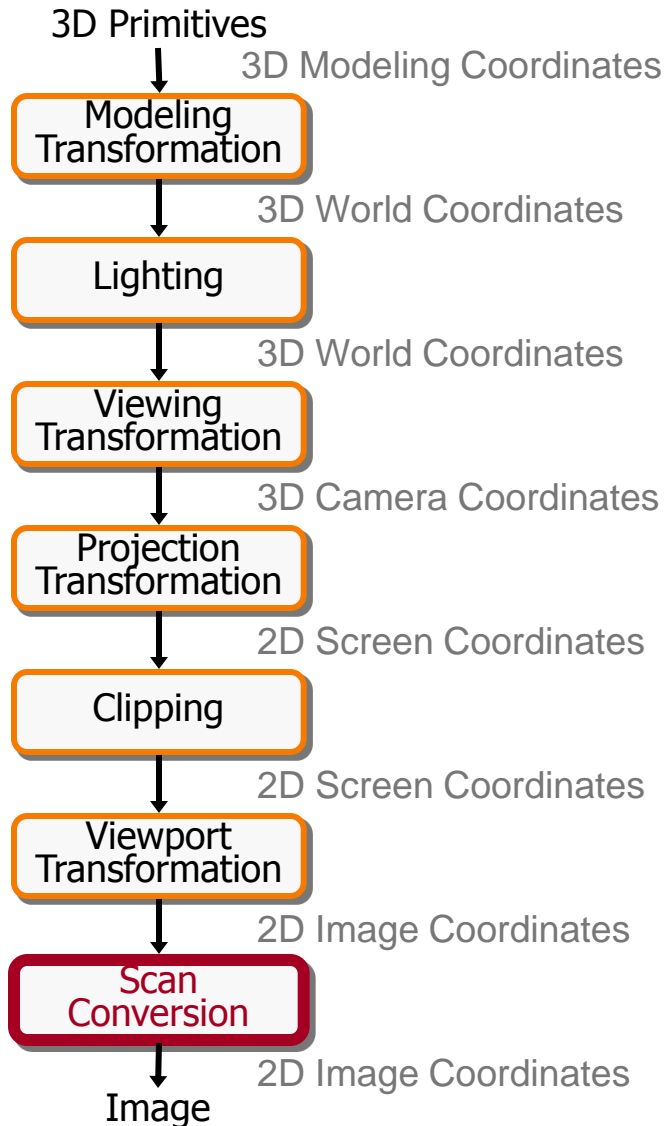 3D Primitives
3D Modeling Coordinates
Modeling
Transformation
3D World Coordinates
Lighting
3D World Coordinates
Viewing
Transformation
3D Camera Coordinates
Projection
Transformation
2D Screen Coordinates
Clipping
2D Screen Coordinates
Viewport
Transformation
2D Image Coordinates
Scan
Conversion
2D Image Coordinates
Image